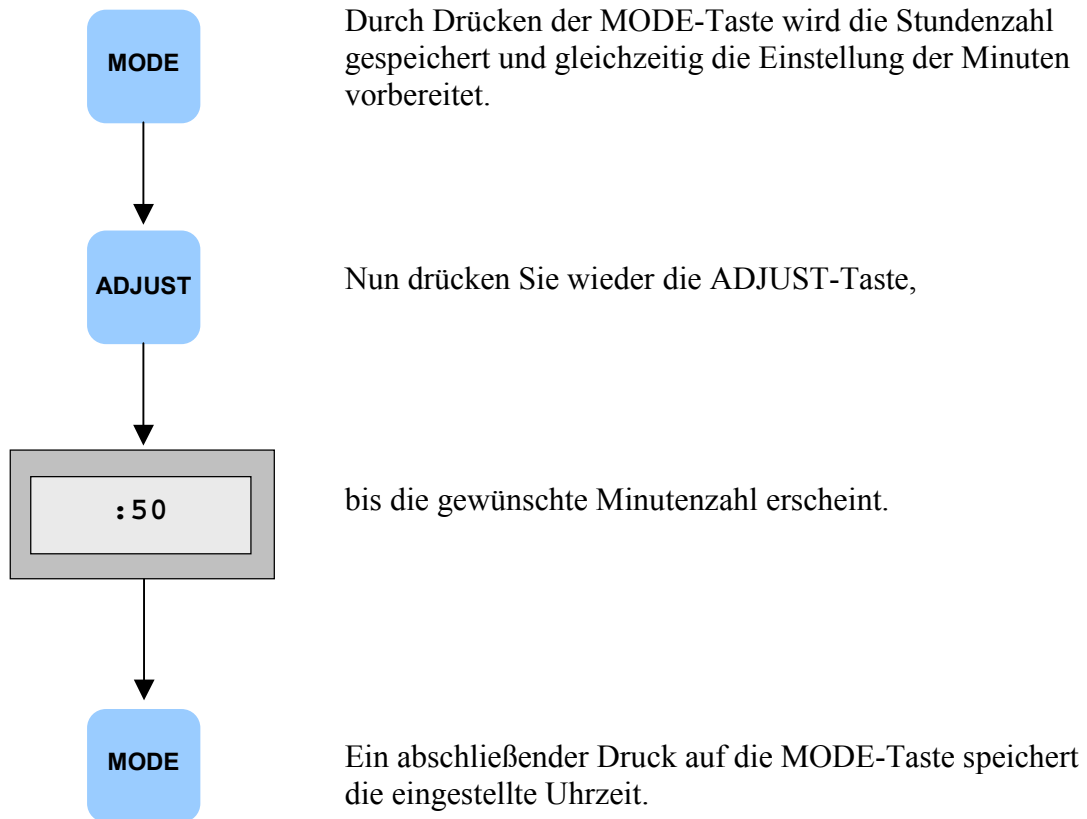 MODE
Durch Drücken der MODE-Taste wird die Stundenzahl
gespeichert und gleichzeitig die Einstellung der Minuten
vorbereitet.
ADJUST
Nun drücken Sie wieder die ADJUST-Taste,
:50
bis die gewünschte Minutenzahl erscheint.
MODE
Ein abschließender Druck auf die MODE-Taste speichert
die eingestellte Uhrzeit.